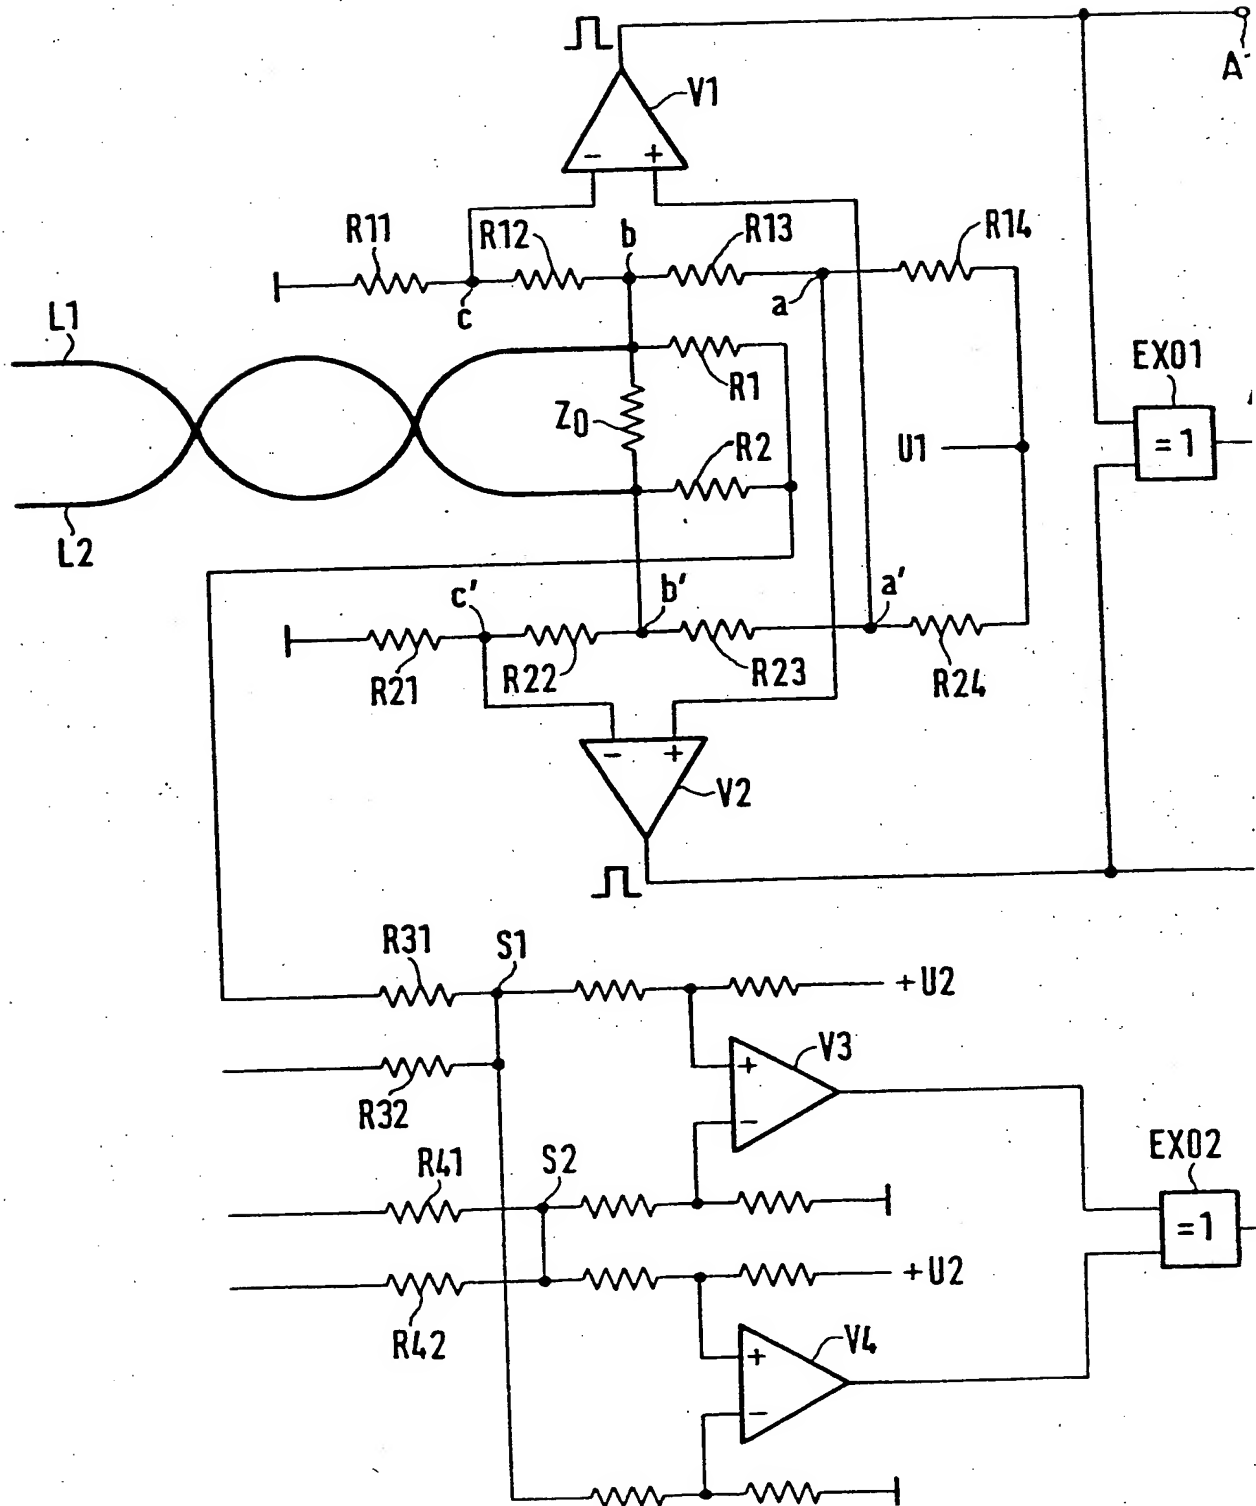 A
V1
− +
R11
R12
b
R13
R14
c
a
L1
EX01
R1
Z0
= 1
R2
U1
L2
c'
b'
a'
R21
R22
R23
R24
− +
V2
R31
S1
+U2
V3
+
R32
−
R41
S2
EX02
=1
+U2
R42
V4
+
−